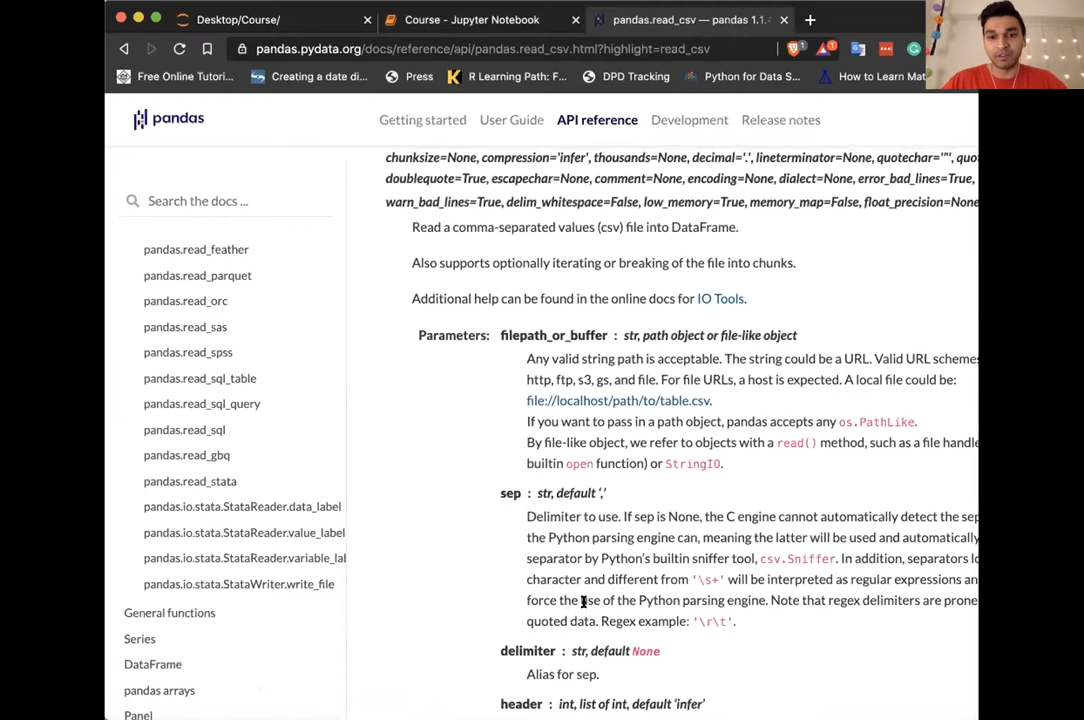 Desktop/Course/
Course - Jupyter Notebook
pandas.read_csv — pandas 1.1.4
pandas.pydata.org/docs/reference/api/pandas.read_csv.html?highlight=read_csv
Free Online Tutori...
Creating a date di...
Press
R Learning Path: F...
DPD Tracking
Python for Data S...
How to Learn Mat
pandas
Getting started
User Guide
API reference
Development
Release notes
Search the docs ...
pandas.read_feather
pandas.read_parquet
pandas.read_orc
pandas.read_sas
pandas.read_spss
pandas.read_sql_table
pandas.read_sql_query
pandas.read_sql
pandas.read_gbq
pandas.read_stata
pandas.io.stata.StataReader.data_label
pandas.io.stata.StataReader.value_label
pandas.io.stata.StataReader.variable_lal
pandas.io.stata.StataWriter.write_file
General functions
Series
DataFrame
pandas arrays
Panel
chunksize=None, compression='infer', thousands=None, decimal='.', lineterminator=None, quotechar='"', quo
doublequote=True, escapechar=None, comment=None, encoding=None, dialect=None, error_bad_lines=True,
warn_bad_lines=True, delim_whitespace=False, low_memory=True, memory_map=False, float_precision=None
Read a comma-separated values (csv) file into DataFrame.
Also supports optionally iterating or breaking of the file into chunks.
Additional help can be found in the online docs for IO Tools.
Parameters: filepath_or_buffer : str, path object or file-like object
Any valid string path is acceptable. The string could be a URL. Valid URL schemes
http, ftp, s3, gs, and file. For file URLs, a host is expected. A local file could be:
file://localhost/path/to/table.csv.
If you want to pass in a path object, pandas accepts any os.PathLike.
By file-like object, we refer to objects with a read() method, such as a file handle
builtin open function) or StringIO.
sep : str, default ‘,’
Delimiter to use. If sep is None, the C engine cannot automatically detect the sep
the Python parsing engine can, meaning the latter will be used and automatically
separator by Python’s builtin sniffer tool, csv.Sniffer. In addition, separators lo
character and different from '\s+' will be interpreted as regular expressions an
force the use of the Python parsing engine. Note that regex delimiters are prone
quoted data. Regex example: '\r\t'.
delimiter : str, default None
Alias for sep.
header : int, list of int, default ‘infer’